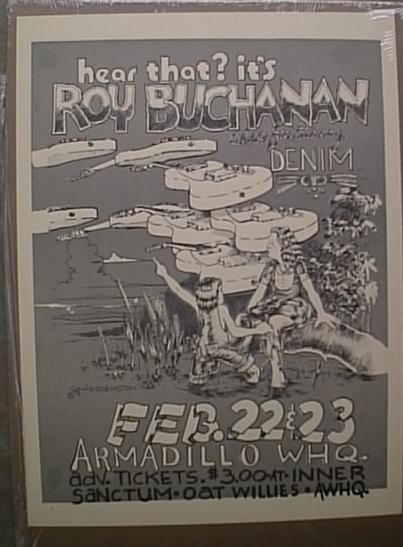 hear that? it's
ROY BUCHANAN
DENIM
FEB. 22 & 23
ARMADILLO WHQ.
adv. TICKETS. $3.00 AT INNER
SANCTUM • OAT WILLIES • AWHQ.